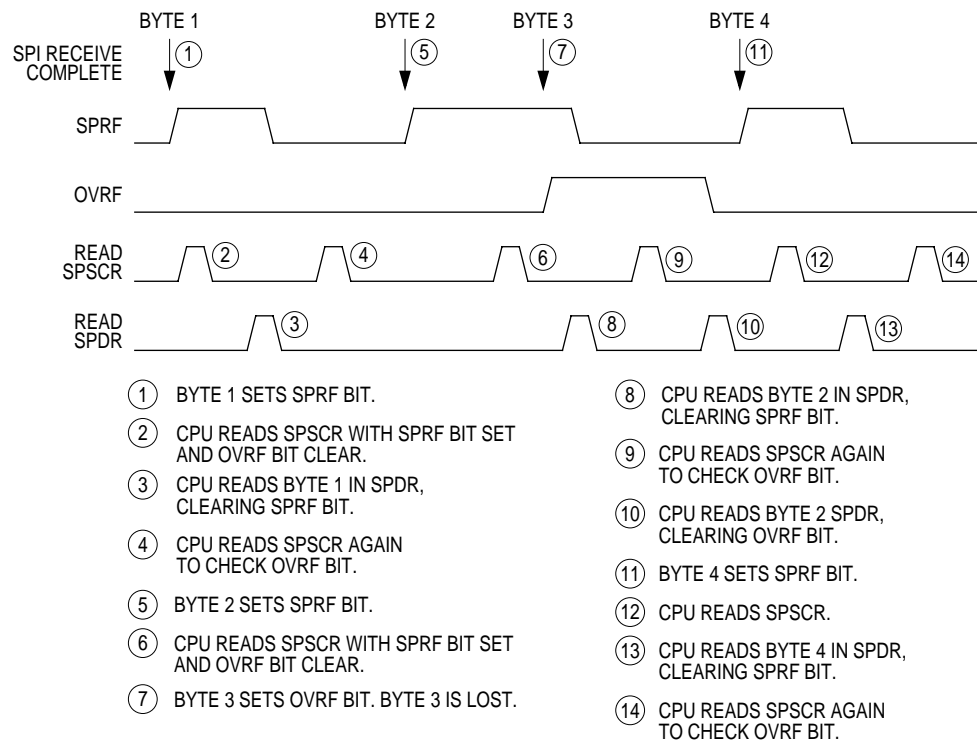 BYTE 1 BYTE 2 BYTE 3 BYTE 4
SPI RECEIVE
COMPLETE
1 5 7 11
SPRF
OVRF
READ
SPSCR
2 4 6 9 12 14
READ
SPDR
3 8 10 13
1 BYTE 1 SETS SPRF BIT.
2 CPU READS SPSCR WITH SPRF BIT SET
AND OVRF BIT CLEAR.
3 CPU READS BYTE 1 IN SPDR,
CLEARING SPRF BIT.
4 CPU READS SPSCR AGAIN
TO CHECK OVRF BIT.
5 BYTE 2 SETS SPRF BIT.
6 CPU READS SPSCR WITH SPRF BIT SET
AND OVRF BIT CLEAR.
7 BYTE 3 SETS OVRF BIT. BYTE 3 IS LOST.
8 CPU READS BYTE 2 IN SPDR,
CLEARING SPRF BIT.
9 CPU READS SPSCR AGAIN
TO CHECK OVRF BIT.
10 CPU READS BYTE 2 SPDR,
CLEARING OVRF BIT.
11 BYTE 4 SETS SPRF BIT.
12 CPU READS SPSCR.
13 CPU READS BYTE 4 IN SPDR,
CLEARING SPRF BIT.
14 CPU READS SPSCR AGAIN
TO CHECK OVRF BIT.